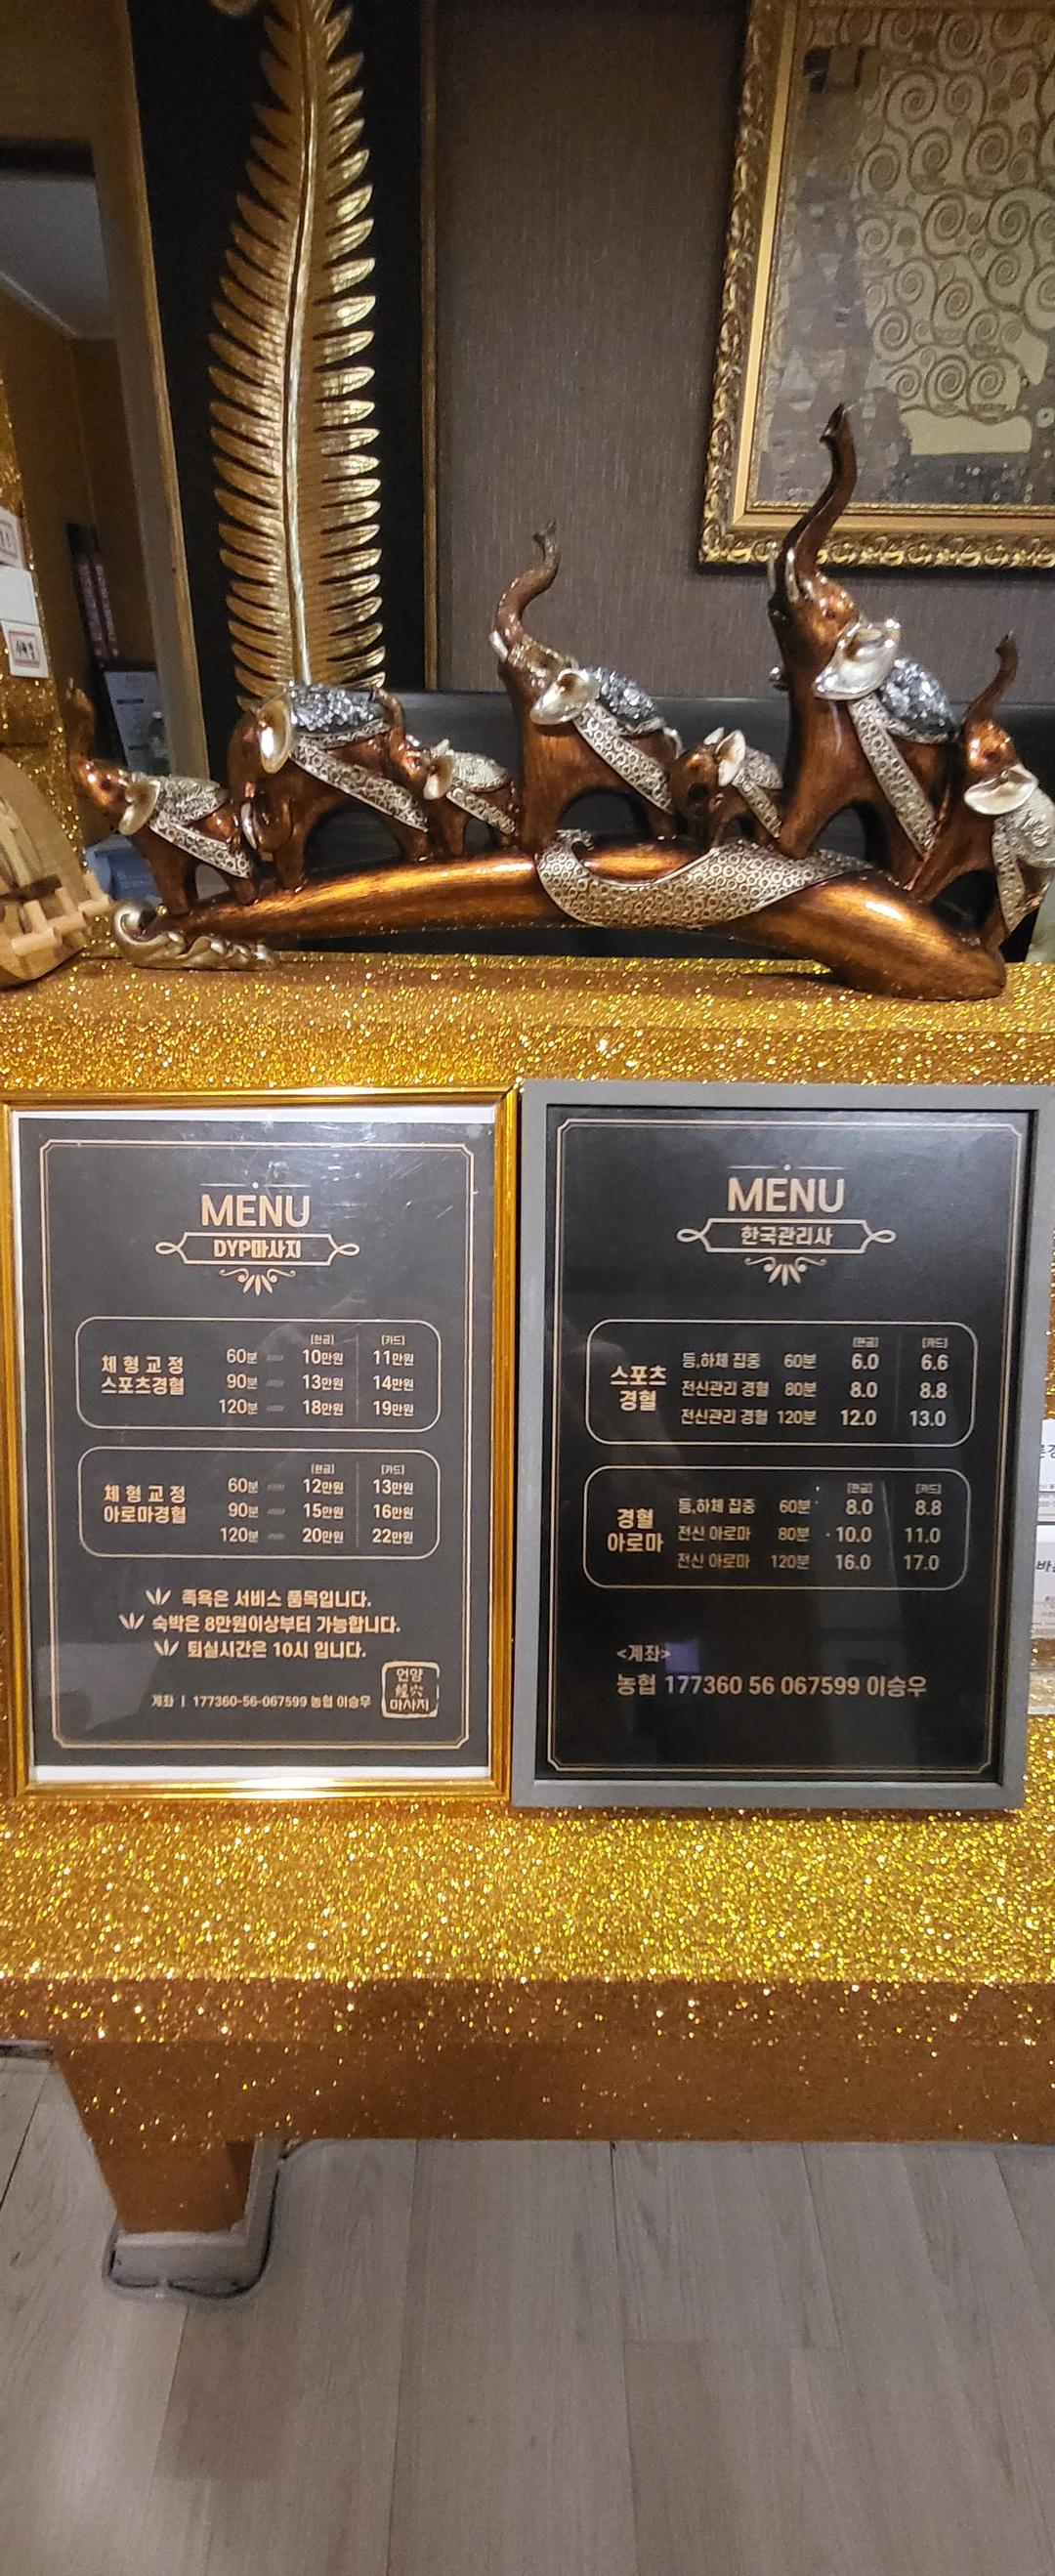 MENU
DYP마사지
[현금] [카드]
체형교정
스포츠경혈
60분 10만원 11만원
90분 13만원 14만원
120분 18만원 19만원
[현금] [카드]
체형교정
아로마경혈
60분 12만원 13만원
90분 15만원 16만원
120분 20만원 22만원
족욕은 서비스 품목입니다.
숙박은 8만원이상부터 가능합니다.
퇴실시간은 10시 입니다.
계좌 | 177360-56-067599 농협 이승우
언양
經穴
마사지
MENU
한국관리사
[현금] [카드]
스포츠
경혈
등,하체 집중 60분 6.0 6.6
전신관리 경혈 80분 8.0 8.8
전신관리 경혈 120분 12.0 13.0
[현금] [카드]
경혈
아로마
등,하체 집중 60분 8.0 8.8
전신 아로마 80분 10.0 11.0
전신 아로마 120분 16.0 17.0
<계좌>
농협 177360 56 067599 이승우